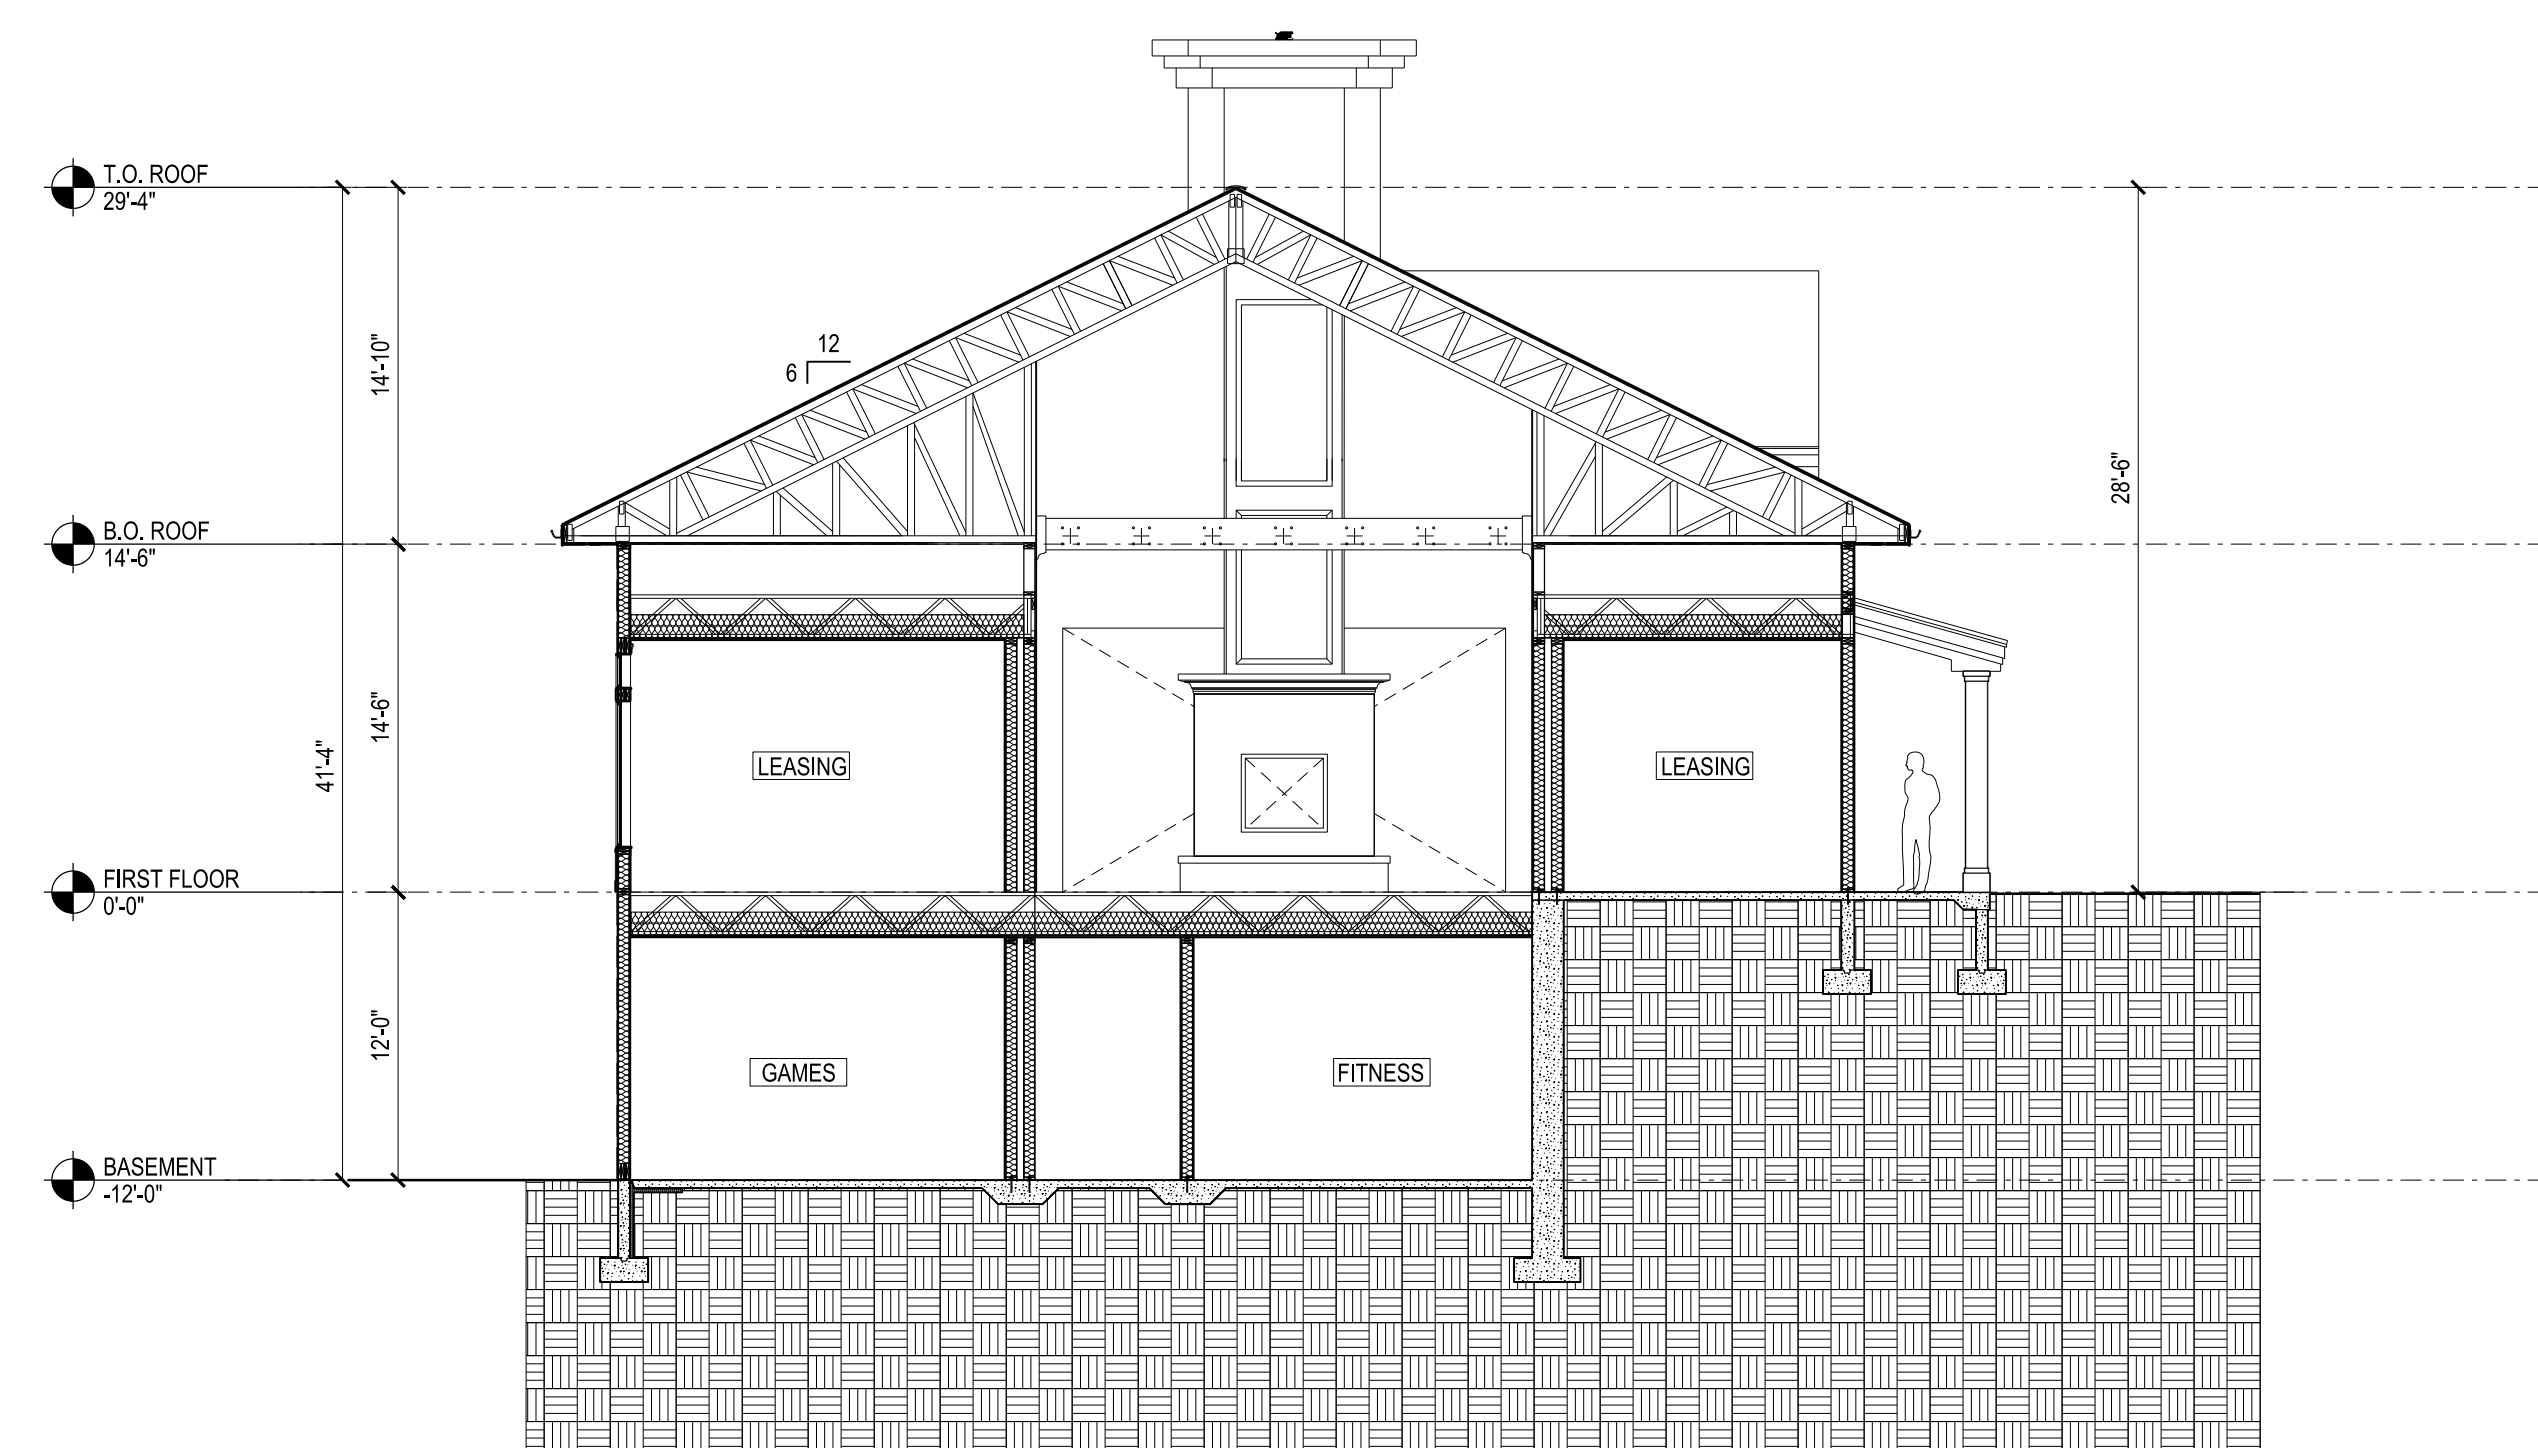 T.O. ROOF
29'-4"
14'-10"
12
6
28'-6"
B.O. ROOF
14'-6"
14'-6"
41'-4"
LEASING
LEASING
FIRST FLOOR
0'-0"
12'-0"
GAMES
FITNESS
BASEMENT
-12'-0"